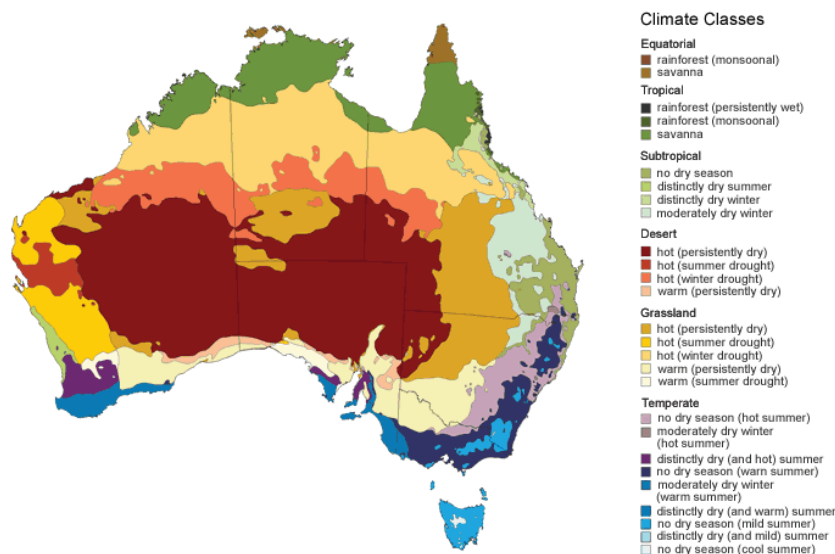 Climate Classes
Equatorial
rainforest (monsoonal)
savanna
Tropical
rainforest (persistently wet)
rainforest (monsoonal)
savanna
Subtropical
no dry season
distinctly dry summer
distinctly dry winter
moderately dry winter
Desert
hot (persistently dry)
hot (summer drought)
hot (winter drought)
warm (persistently dry)
Grassland
hot (persistently dry)
hot (summer drought)
hot (winter drought)
warm (persistently dry)
warm (summer drought)
Temperate
no dry season (hot summer)
moderately dry winter
(hot summer)
distinctly dry (and hot) summer
no dry season (warn summer)
moderately dry winter
(warm summer)
distinctly dry (and warm) summer
no dry season (mild summer)
distinctly dry (and mild) summer
no dry season (cool summer)